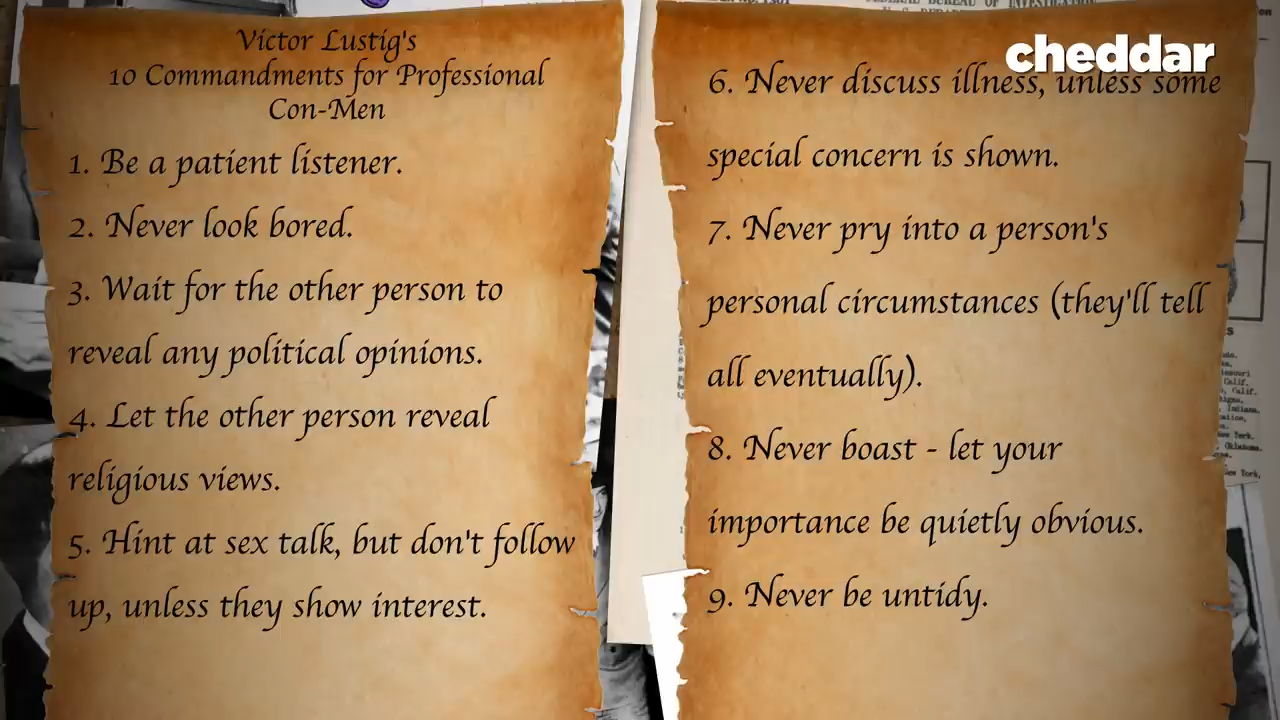 Victor Lustig's
10 Commandments for Professional
Con-Men
1. Be a patient listener.
2. Never look bored.
3. Wait for the other person to
reveal any political opinions.
4. Let the other person reveal
religious views.
5. Hint at sex talk, but don't follow
up, unless they show interest.
cheddar
6. Never discuss illness, unless some
special concern is shown.
7. Never pry into a person's
personal circumstances (they'll tell
all eventually).
8. Never boast - let your
importance be quietly obvious.
9. Never be untidy.